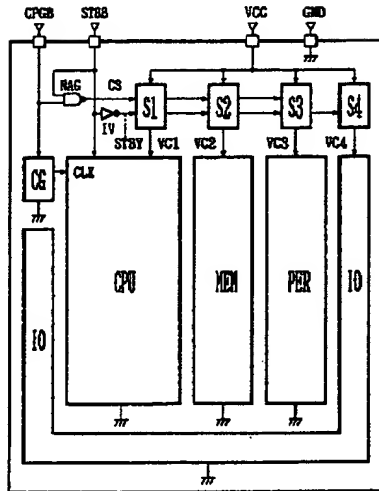 CPGB STBB VCC GND
NAG CS S1 S2 S3 S4
IV STBY VC1 VC2 VC3 VC4
CG CLK
IO CPU MEM PER IO